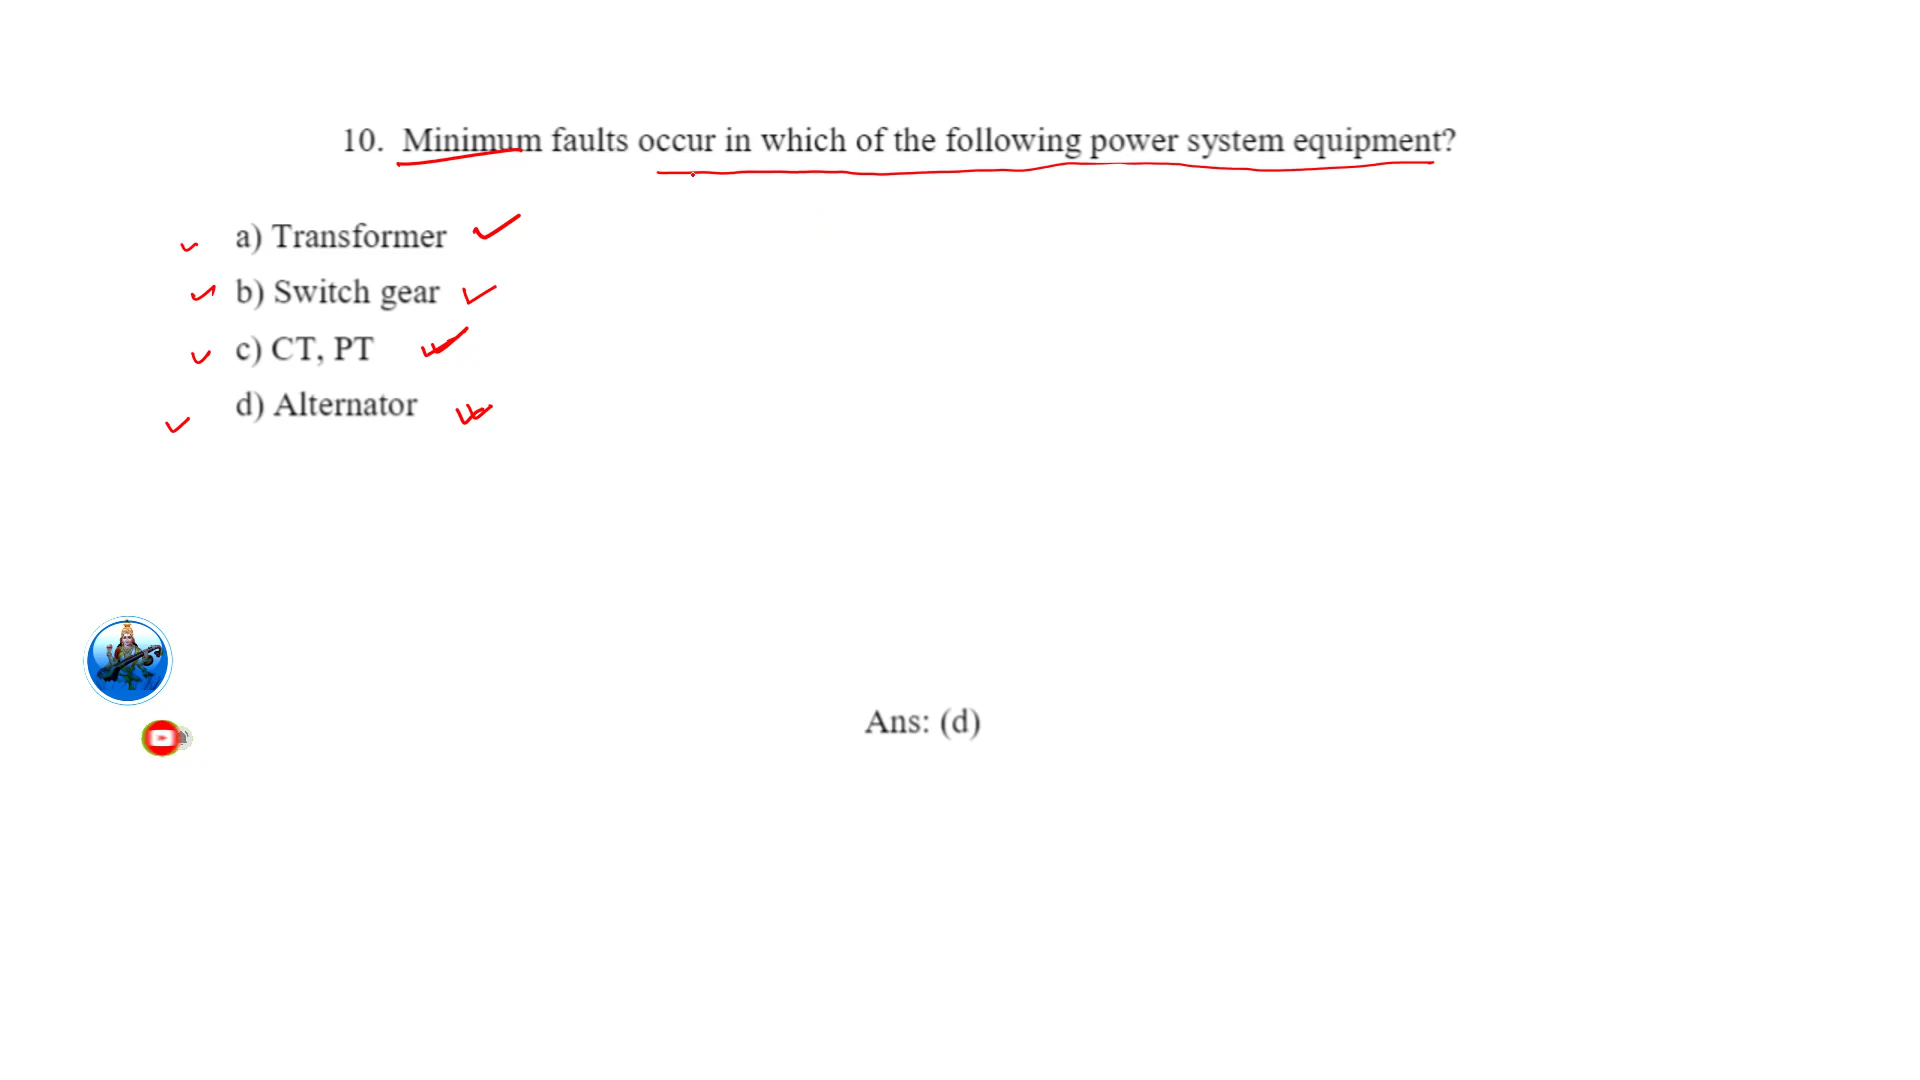 10. Minimum faults occur in which of the following power system equipment?
a) Transformer
b) Switch gear
c) CT, PT
d) Alternator
Ans: (d)